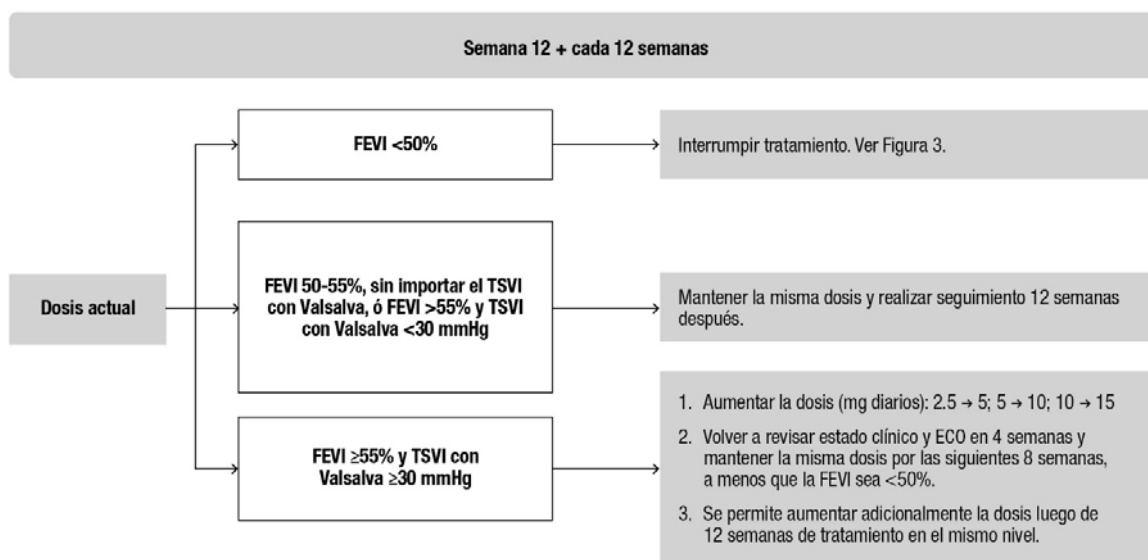 Semana 12 + cada 12 semanas
FEVI <50%
Interrumpir tratamiento. Ver Figura 3.
Dosis actual
FEVI 50-55%, sin importar el TSVI
con Valsalva, ó FEVI >55% y TSVI
con Valsalva <30 mmHg
Mantener la misma dosis y realizar seguimiento 12 semanas
después.
FEVI ≥55% y TSVI con
Valsalva ≥30 mmHg
1. Aumentar la dosis (mg diarios): 2.5 → 5; 5 → 10; 10 → 15
2. Volver a revisar estado clínico y ECO en 4 semanas y
mantener la misma dosis por las siguientes 8 semanas,
a menos que la FEVI sea <50%.
3. Se permite aumentar adicionalmente la dosis luego de
12 semanas de tratamiento en el mismo nivel.